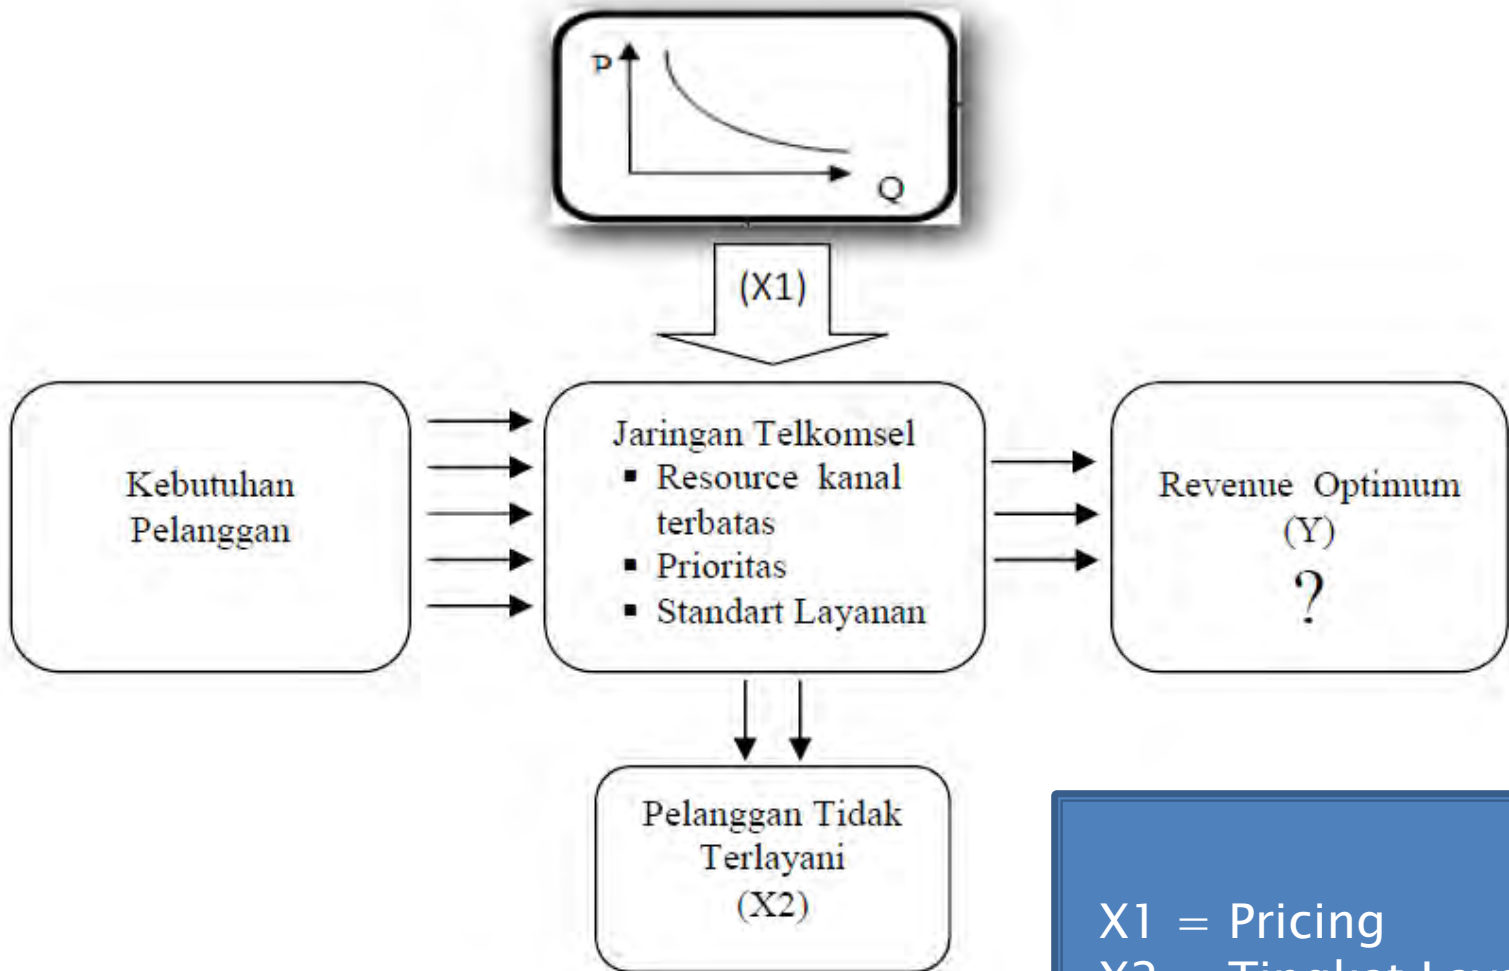 P
Q
(X1)
Kebutuhan
Pelanggan
Jaringan Telkomsel
▪ Resource kanal
terbatas
▪ Prioritas
▪ Standart Layanan
Revenue Optimum
(Y)
?
Pelanggan Tidak
Terlayani
(X2)
X1 = Pricing